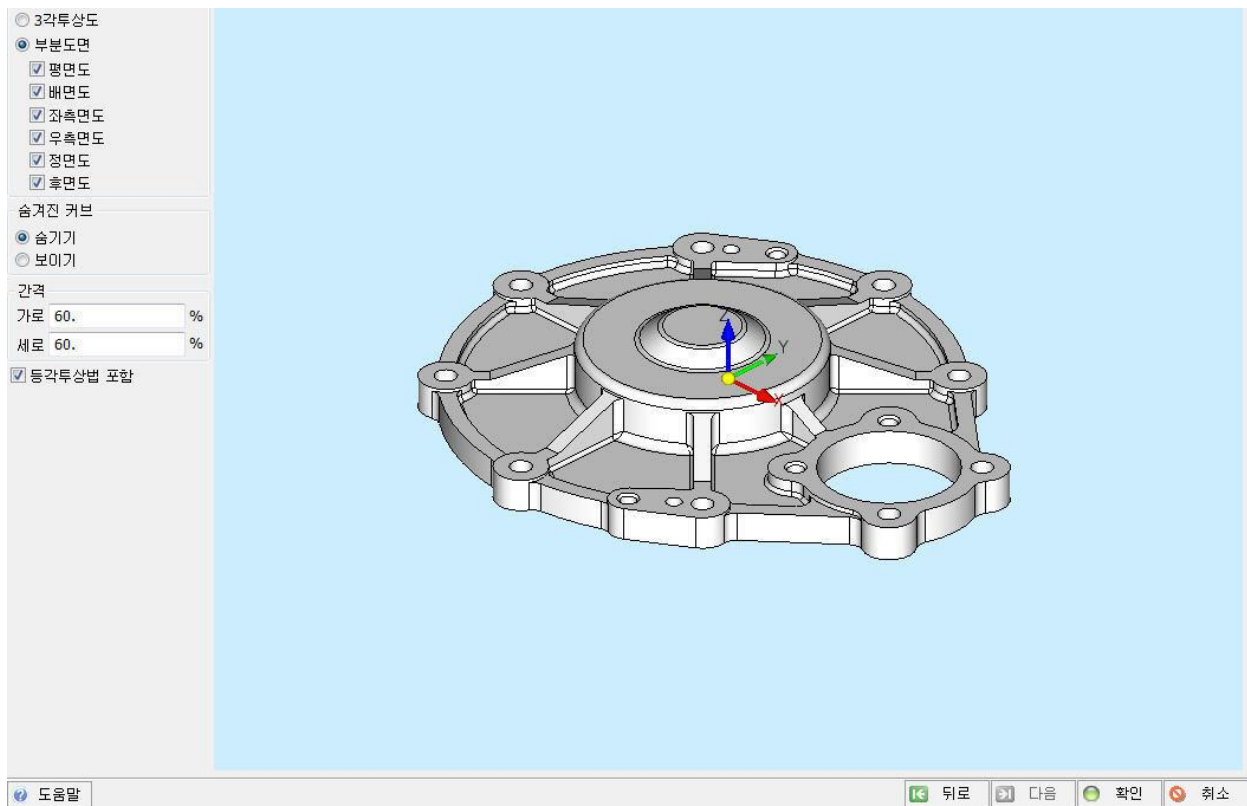 3각투상도
부분도면
평면도
배면도
좌측면도
우측면도
정면도
후면도
숨겨진 커브
숨기기
보이기
간격
가로 60. %
세로 60. %
등각투상법 포함
Z
Y
X
도움말 뒤로 다음 확인 취소